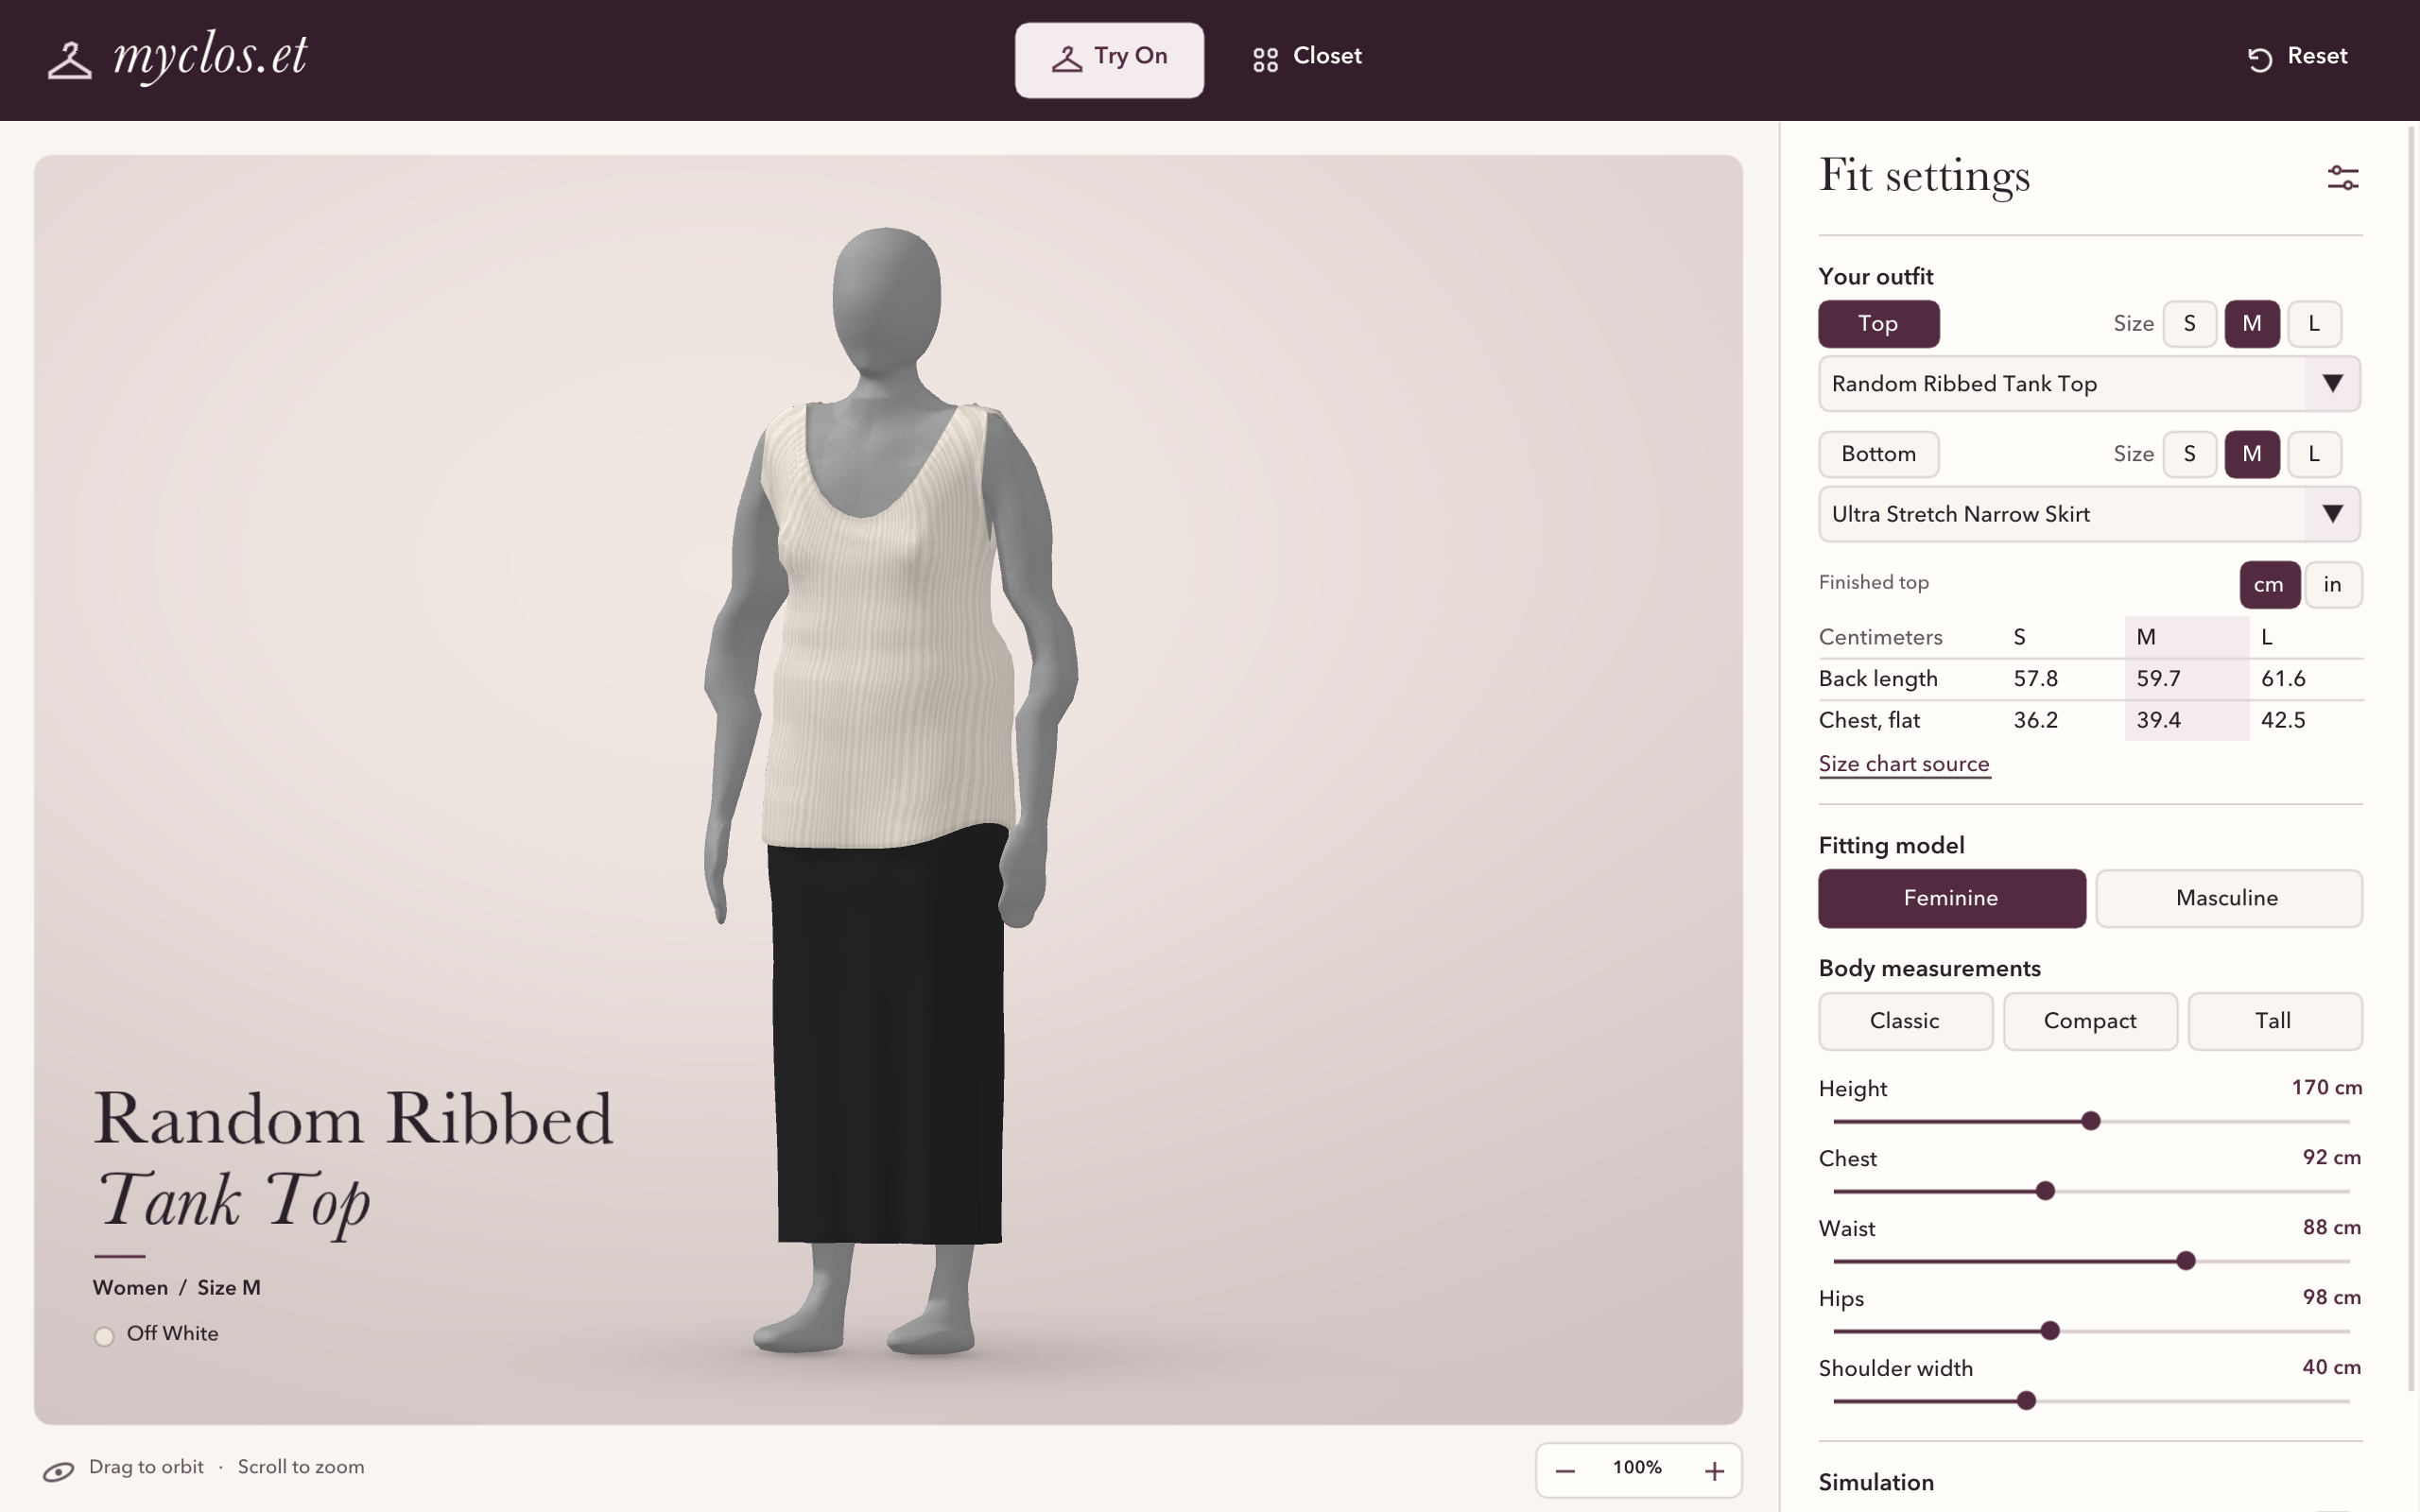 myclos.et
Try On
Closet
Reset
Random Ribbed
Tank Top
Women / Size M
Off White
Drag to orbit · Scroll to zoom
− 100% +
Fit settings
Your outfit
Top Size S M L
Random Ribbed Tank Top
Bottom Size S M L
Ultra Stretch Narrow Skirt
Finished top cm in
Centimeters S M L
Back length 57.8 59.7 61.6
Chest, flat 36.2 39.4 42.5
Size chart source
Fitting model
Feminine Masculine
Body measurements
Classic Compact Tall
Height 170 cm
Chest 92 cm
Waist 88 cm
Hips 98 cm
Shoulder width 40 cm
Simulation